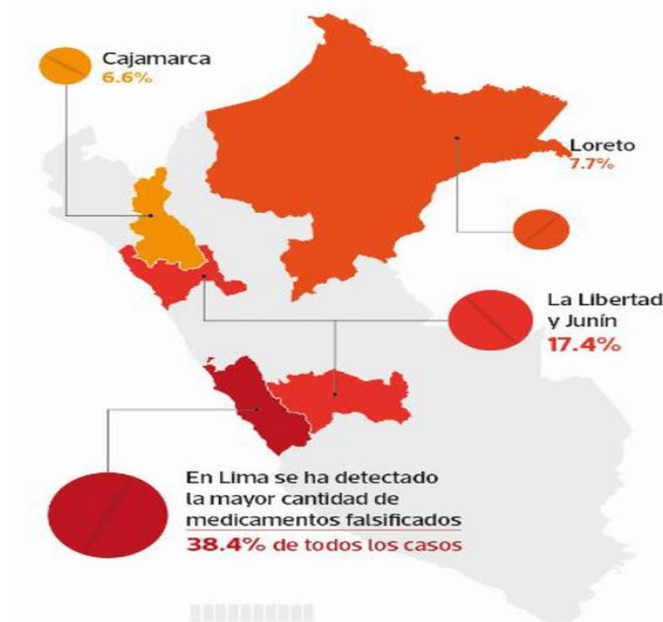 Cajamarca
6.6%
Loreto
7.7%
La Libertad
y Junín
17.4%
En Lima se ha detectado
la mayor cantidad de
medicamentos falsificados
38.4% de todos los casos